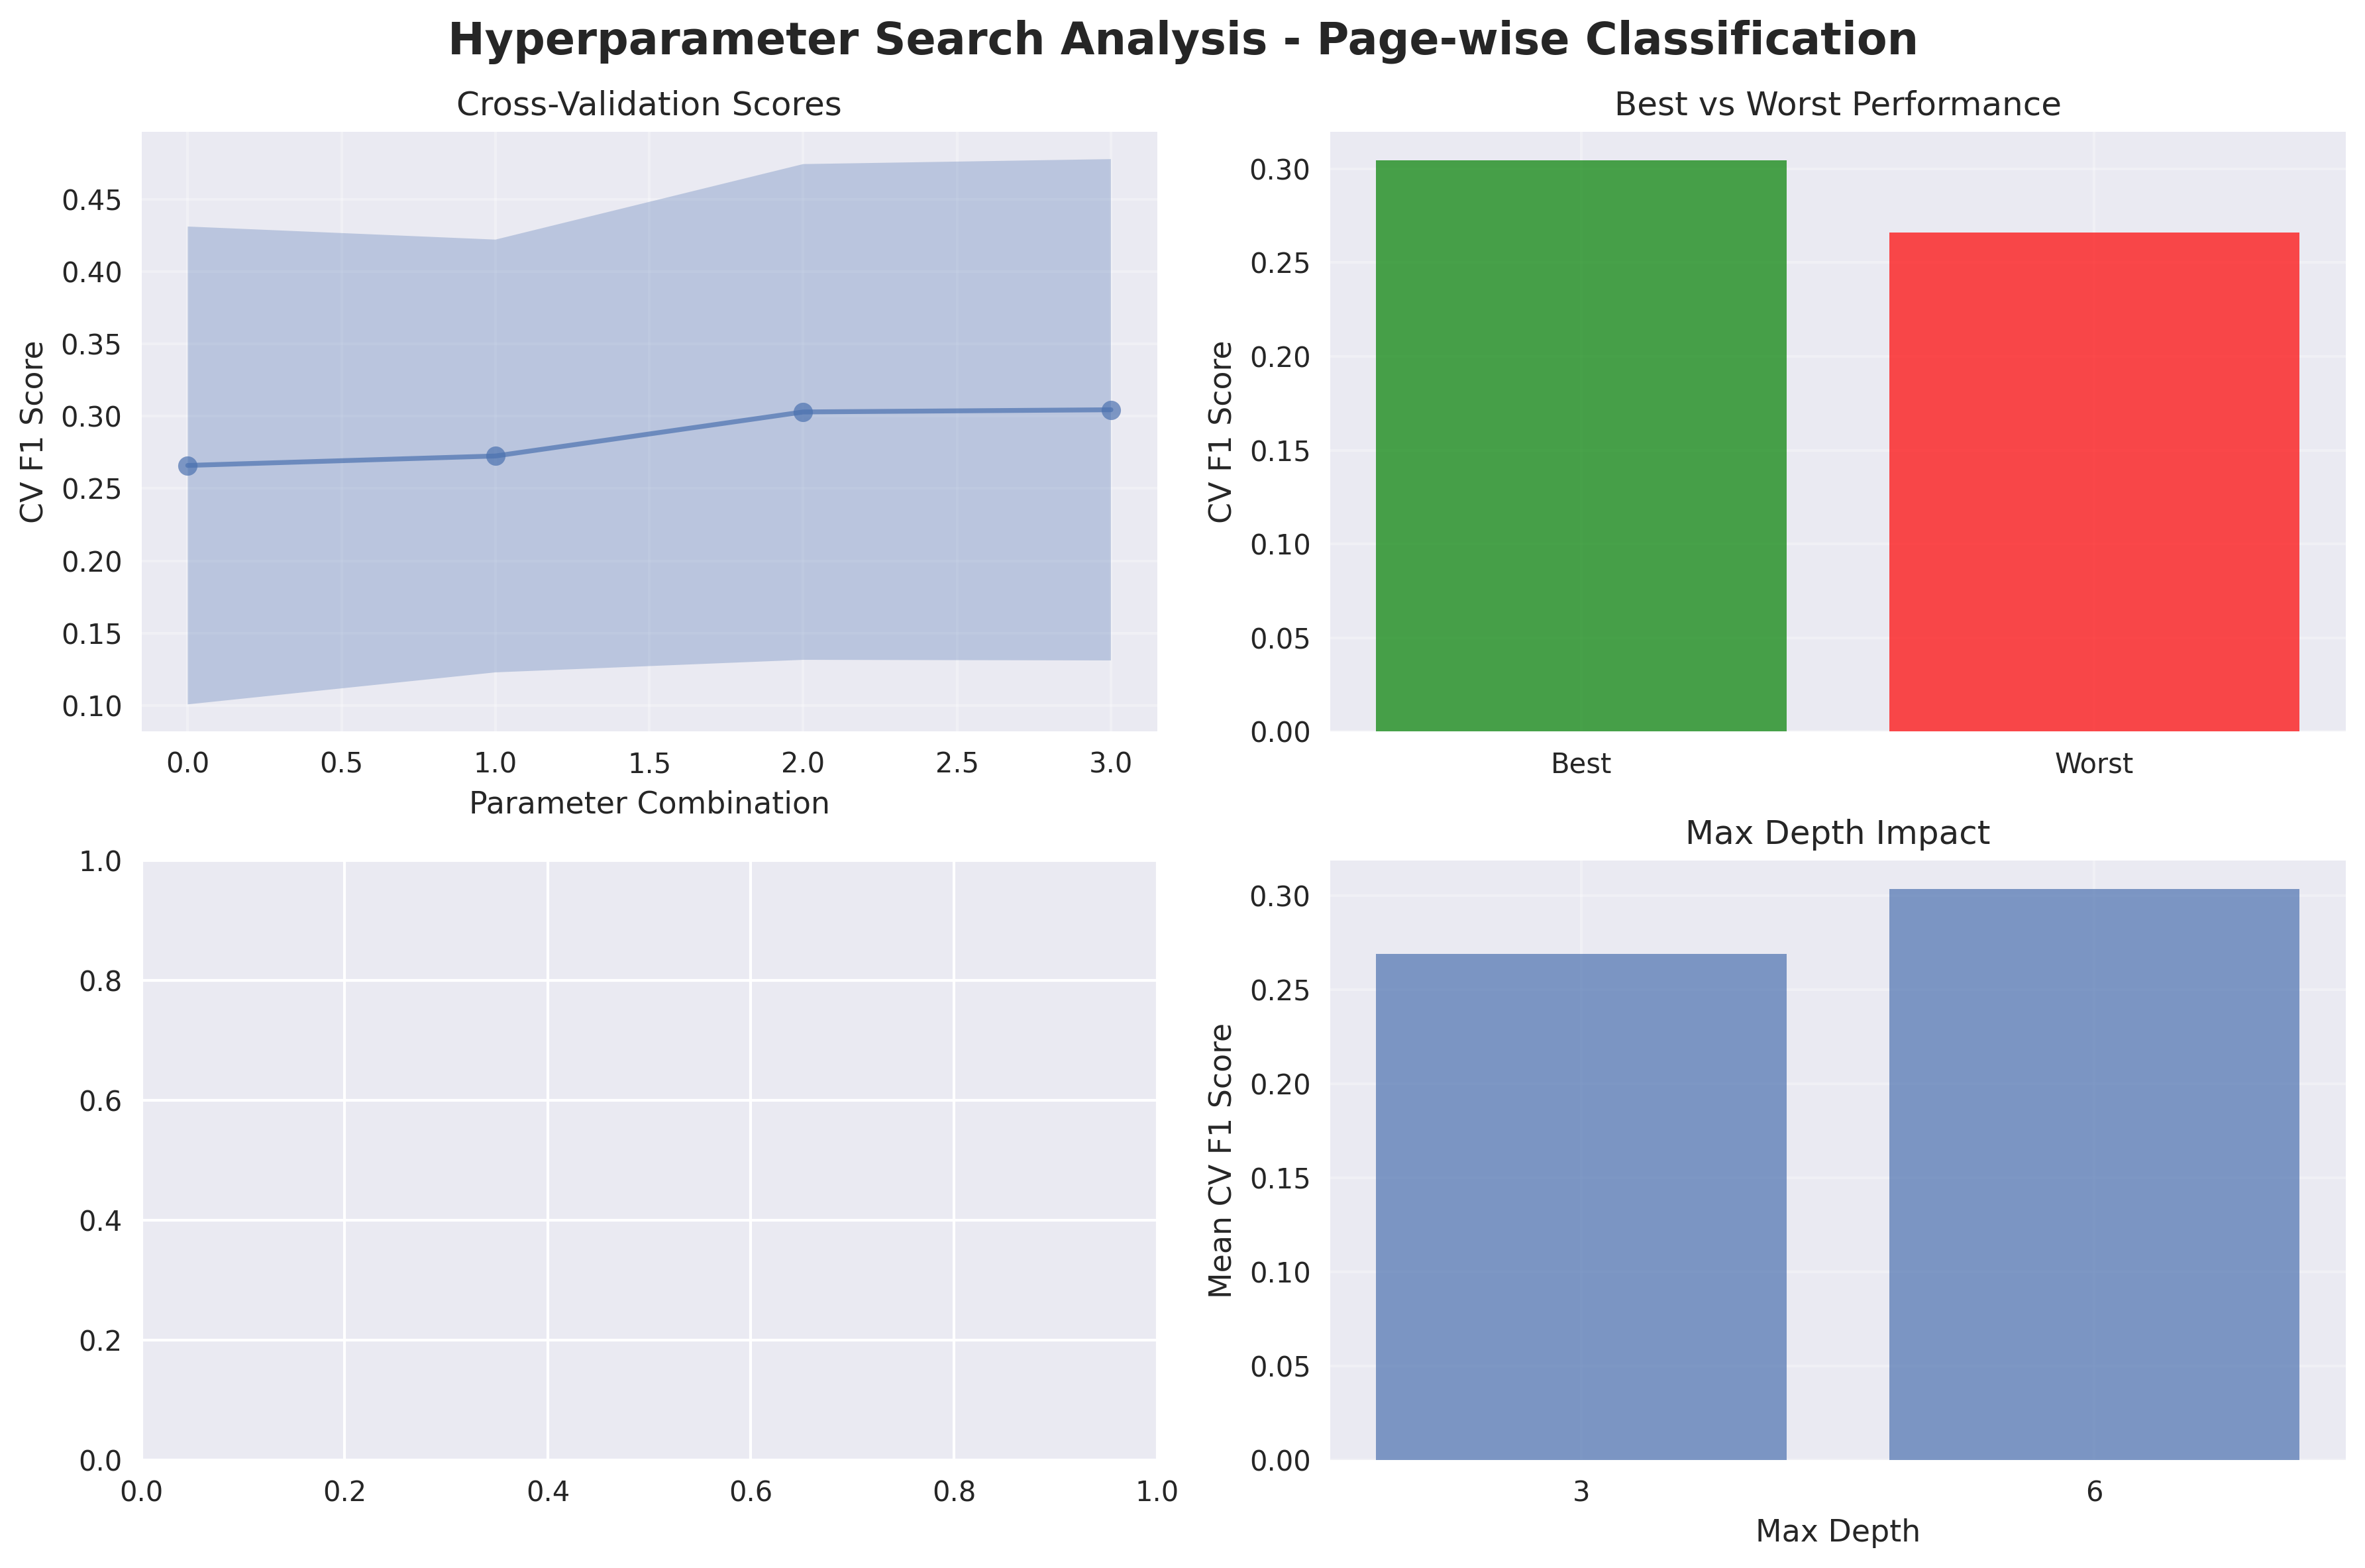 Hyperparameter Search Analysis - Page-wise Classification
Cross-Validation Scores
CV F1 Score
0.45
0.40
0.35
0.30
0.25
0.20
0.15
0.10
0.0 0.5 1.0 1.5 2.0 2.5 3.0
Parameter Combination
Best vs Worst Performance
CV F1 Score
0.30
0.25
0.20
0.15
0.10
0.05
0.00
Best Worst
1.0
0.8
0.6
0.4
0.2
0.0
0.0 0.2 0.4 0.6 0.8 1.0
Max Depth Impact
Mean CV F1 Score
0.30
0.25
0.20
0.15
0.10
0.05
0.00
3 6
Max Depth